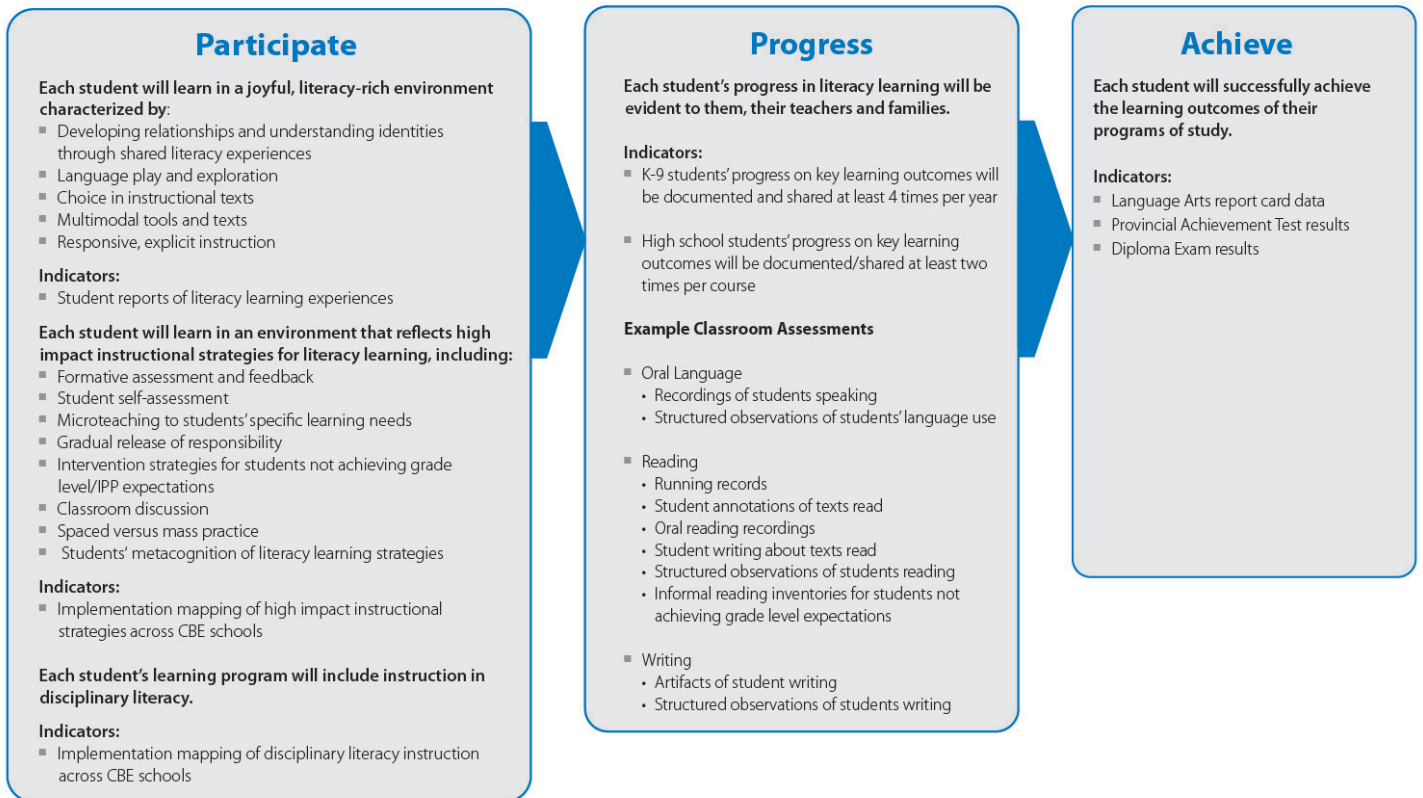 Participate
Each student will learn in a joyful, literacy-rich environment
characterized by:
▪ Developing relationships and understanding identities
through shared literacy experiences
▪ Language play and exploration
▪ Choice in instructional texts
▪ Multimodal tools and texts
▪ Responsive, explicit instruction
Indicators:
▪ Student reports of literacy learning experiences
Each student will learn in an environment that reflects high
impact instructional strategies for literacy learning, including:
▪ Formative assessment and feedback
▪ Student self-assessment
▪ Microteaching to students' specific learning needs
▪ Gradual release of responsibility
▪ Intervention strategies for students not achieving grade
level/IPP expectations
▪ Classroom discussion
▪ Spaced versus mass practice
▪ Students' metacognition of literacy learning strategies
Indicators:
▪ Implementation mapping of high impact instructional
strategies across CBE schools
Each student's learning program will include instruction in
disciplinary literacy.
Indicators:
▪ Implementation mapping of disciplinary literacy instruction
across CBE schools
Progress
Each student's progress in literacy learning will be
evident to them, their teachers and families.
Indicators:
▪ K-9 students' progress on key learning outcomes will
be documented and shared at least 4 times per year
▪ High school students' progress on key learning
outcomes will be documented/shared at least two
times per course
Example Classroom Assessments
▪ Oral Language
• Recordings of students speaking
• Structured observations of students' language use
▪ Reading
• Running records
• Student annotations of texts read
• Oral reading recordings
• Student writing about texts read
• Structured observations of students reading
• Informal reading inventories for students not
achieving grade level expectations
▪ Writing
• Artifacts of student writing
• Structured observations of students writing
Achieve
Each student will successfully achieve
the learning outcomes of their
programs of study.
Indicators:
▪ Language Arts report card data
▪ Provincial Achievement Test results
▪ Diploma Exam results